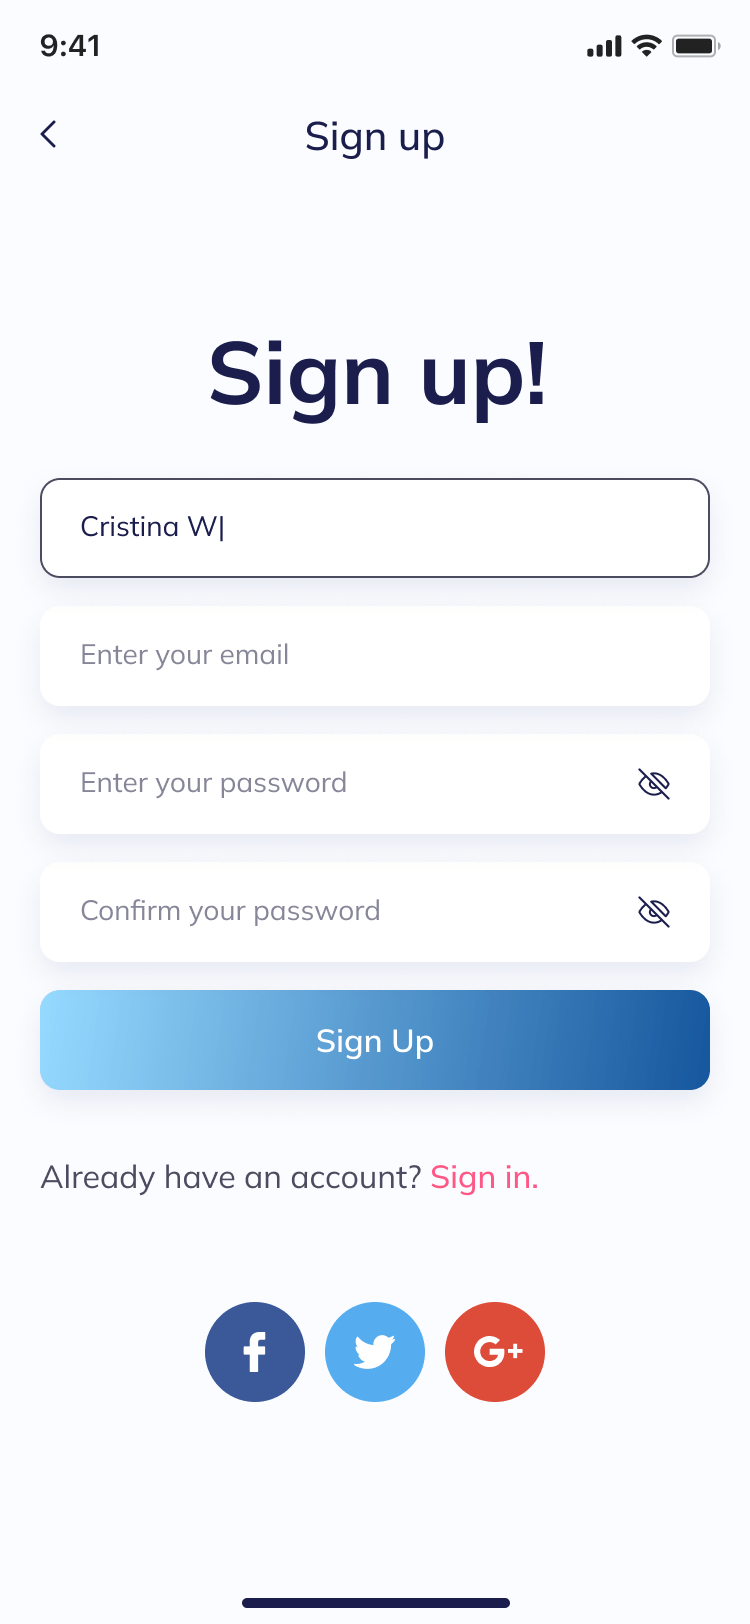 9:41
Sign up
Sign up!
Cristina W|
Enter your email
Enter your password
Confirm your password
Sign Up
Already have an account? Sign in.
f
G+